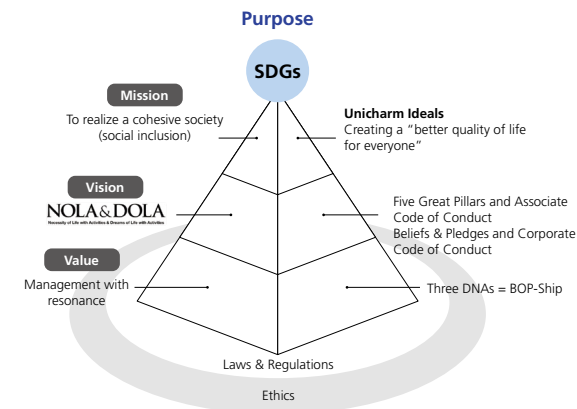 Purpose
SDGs
Mission
To realize a cohesive society
(social inclusion)
Unicharm Ideals
Creating a “better quality of life
for everyone”
Vision
NOLA&DOLA
Necessity of Life with Activities & Dreams of Life with Activities
Five Great Pillars and Associate
Code of Conduct
Beliefs & Pledges and Corporate
Code of Conduct
Value
Management with
resonance
Three DNAs = BOP-Ship
Laws & Regulations
Ethics